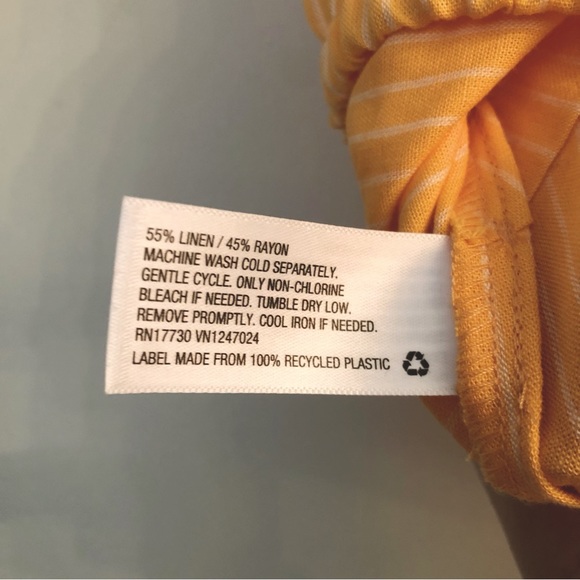 55% LINEN / 45% RAYON
MACHINE WASH COLD SEPARATELY.
GENTLE CYCLE. ONLY NON-CHLORINE
BLEACH IF NEEDED. TUMBLE DRY LOW.
REMOVE PROMPTLY. COOL IRON IF NEEDED.
RN17730 VN1247024
LABEL MADE FROM 100% RECYCLED PLASTIC